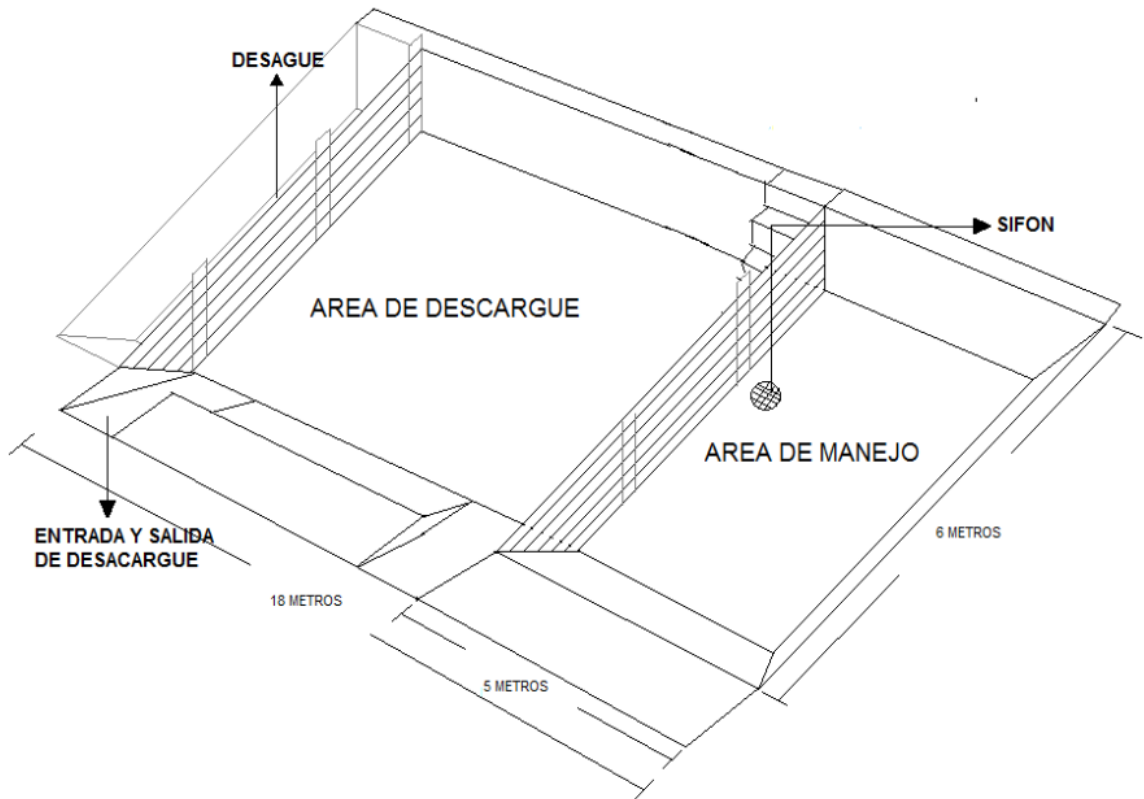 DESAGUE
SIFON
AREA DE DESCARGUE
AREA DE MANEJO
ENTRADA Y SALIDA
DE DESACARGUE
6 METROS
18 METROS
5 METROS